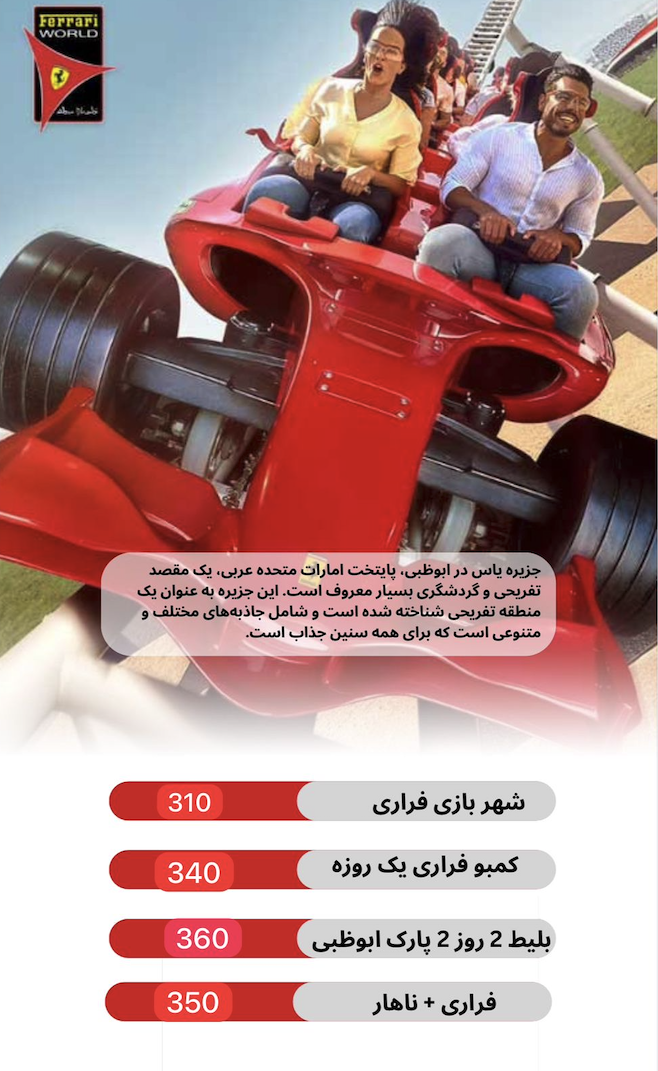 Ferrari
WORLD
جزیره یاس در ابوظبی، پایتخت امارات متحده عربی، یک مقصد
تفریحی و گردشگری بسیار معروف است. این جزیره به عنوان یک
منطقه تفریحی شناخته شده است و شامل جاذبه‌های مختلف و
متنوعی است که برای همه سنین جذاب است.
شهر بازی فراری 310
کمبو فراری یک روزه 340
بلیط 2 روز 2 پارک ابوظبی 360
فراری + ناهار 350